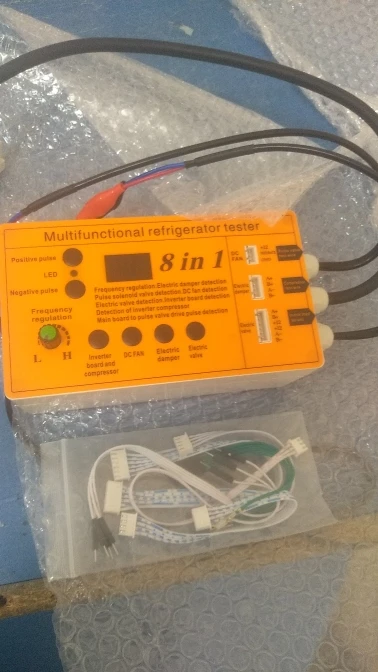 Multifunctional refrigerator tester
Positive pulse
LED
Negative pulse
8 in 1
Frequency regulation.Electric damper detection
Pulse solenoid valve detection.DC fan detection
Electric valve detection.Inverter board detection
Detection of inverter compressor
Main board to pulse valve drive pulse detection
Frequency
regulation
L H
Inverter
board and
compressor
DC FAN
Electric
damper
Electric
valve
DC
FAN